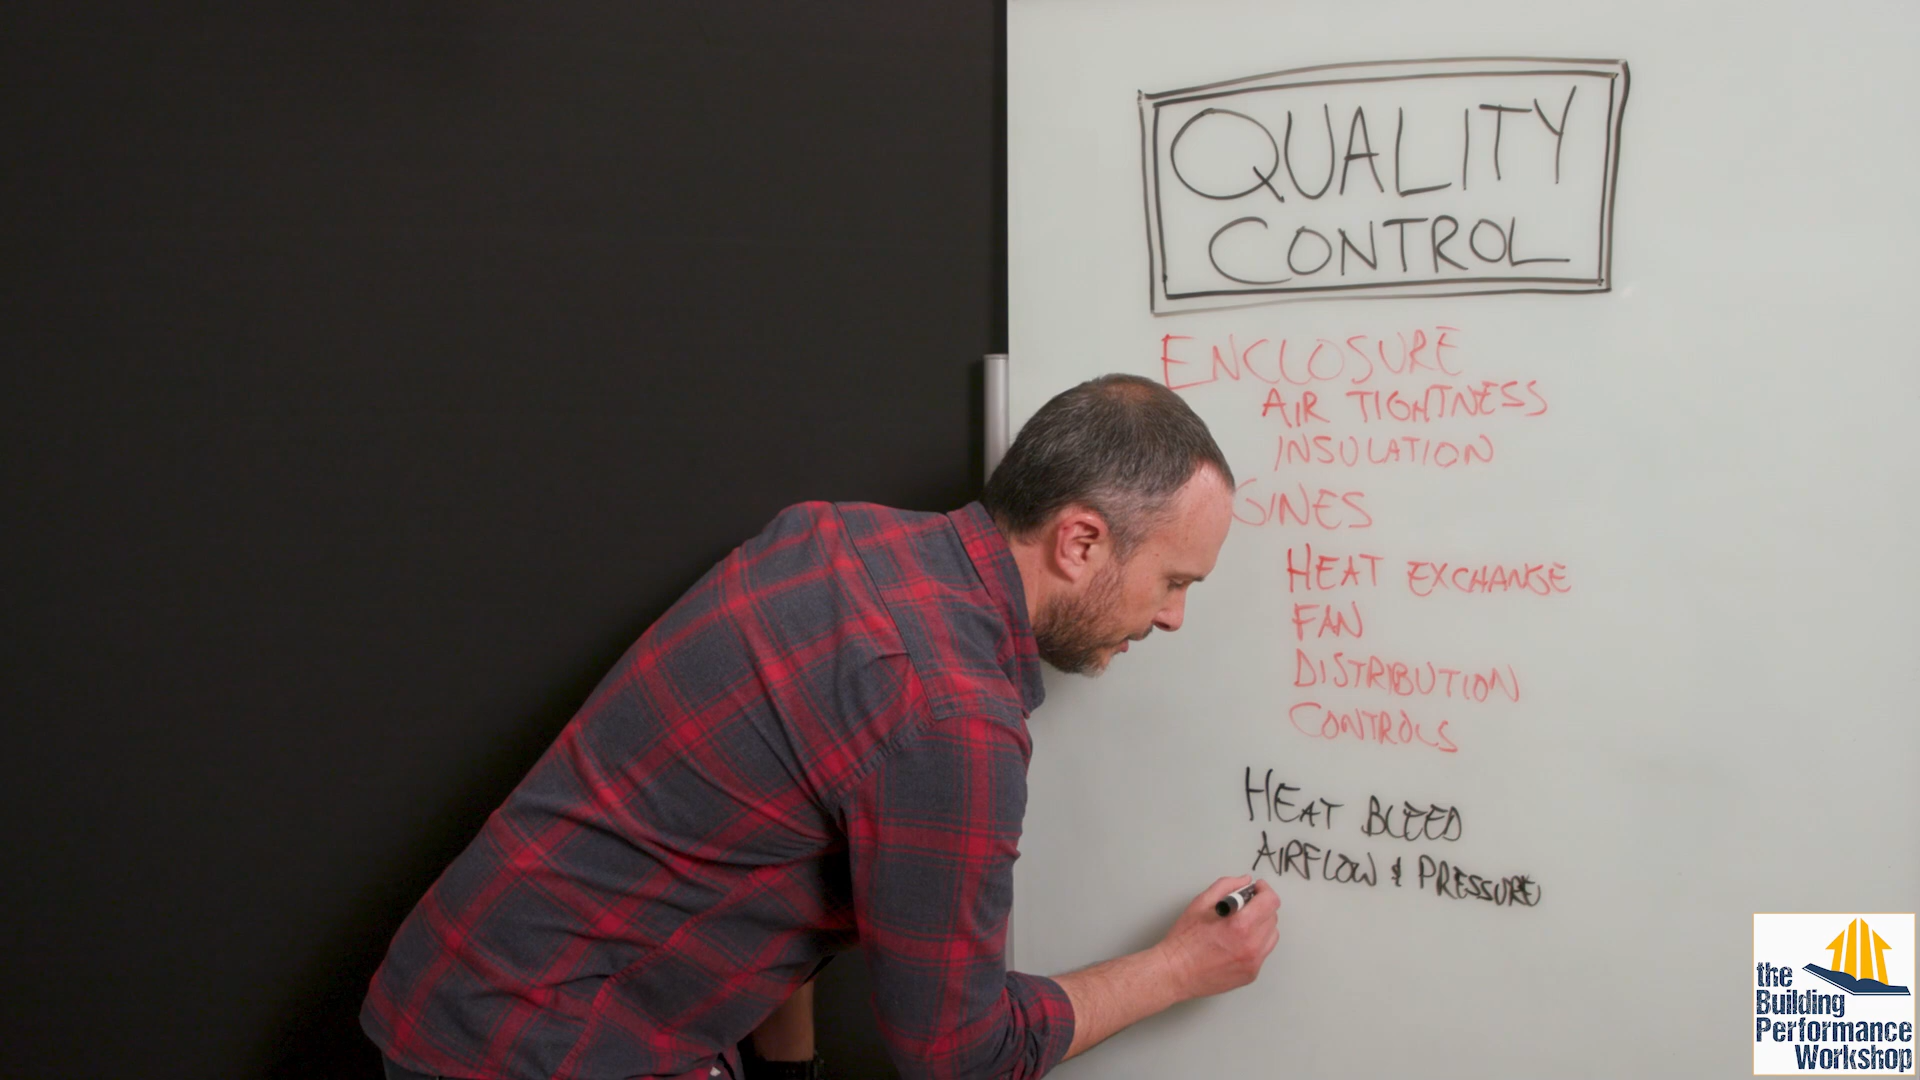 QUALITY
CONTROL
ENCLOSURE
AIR TIGHTNESS
INSULATION
GINES
HEAT EXCHANGE
FAN
DISTRIBUTION
CONTROLS
HEAT BLEED
AIRFLOW & PRESSURE
the
Building
Performance
Workshop